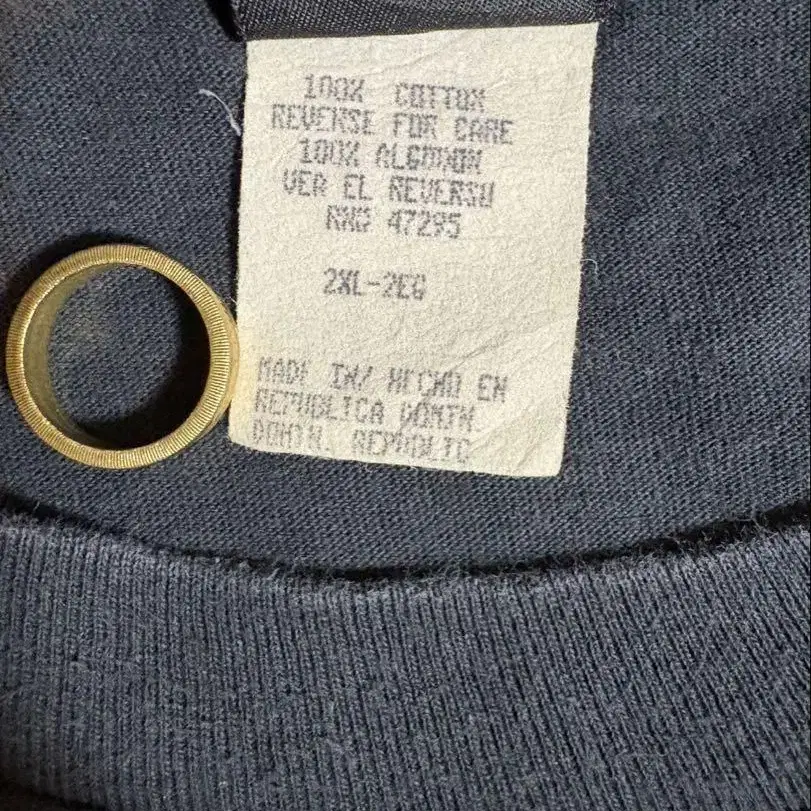 100% COTTON
REVERSE FOR CARE
100% ALGODON
VER EL REVERSO
RN# 47295
2XL-2EG
MADE IN/ HECHO EN
REPUBLICA DOMIN.
DOMIN. REPUBLIC